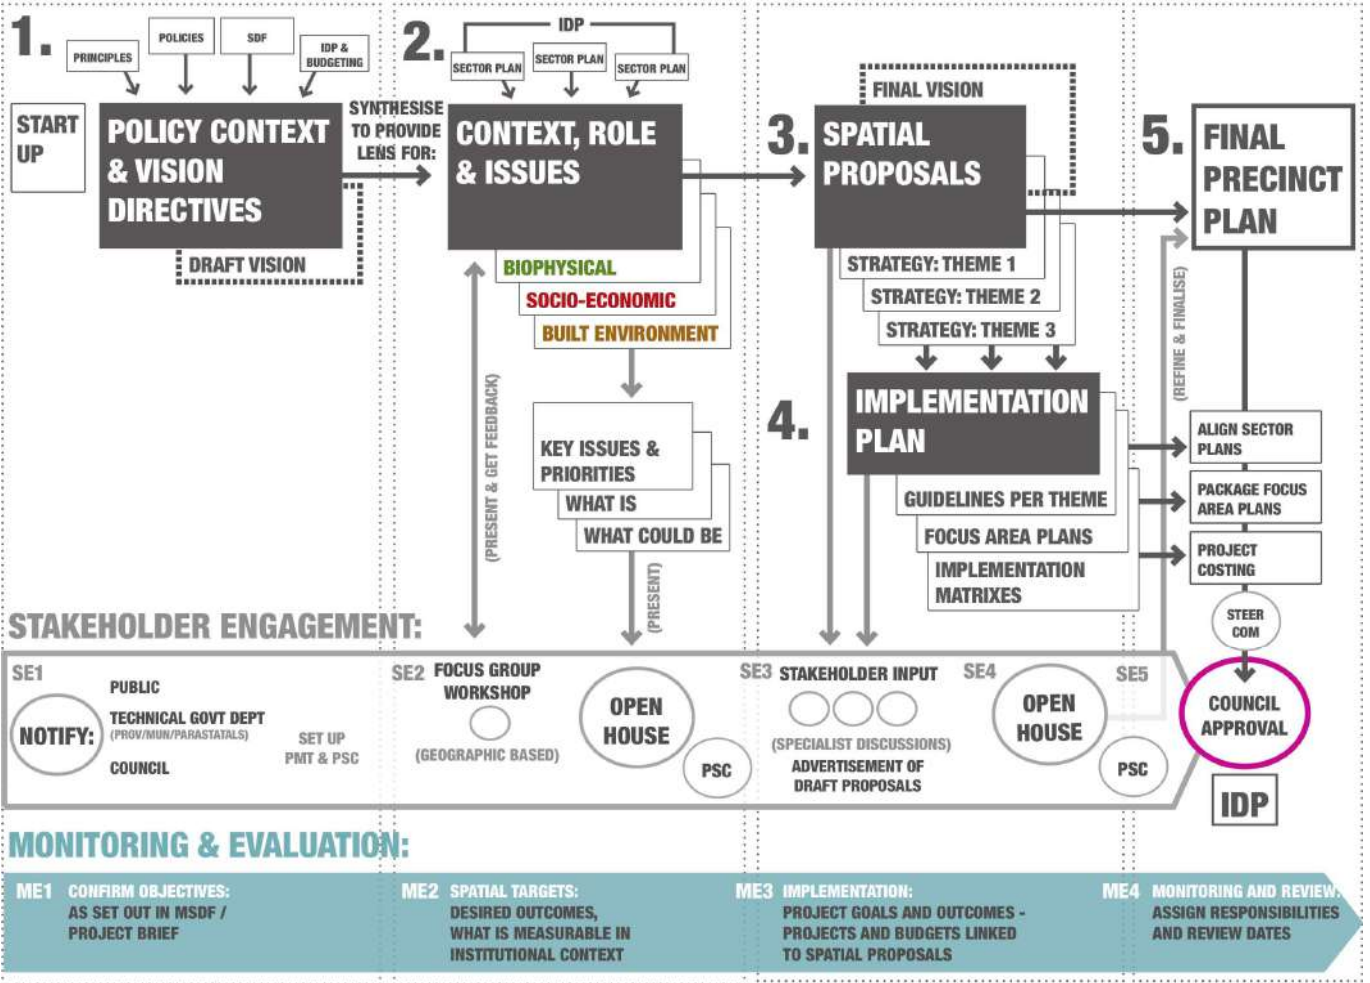 1.
PRINCIPLES
POLICIES
SDF
IDP &
BUDGETING
START
UP
POLICY CONTEXT
& VISION
DIRECTIVES
DRAFT VISION
SYNTHESISE
TO PROVIDE
LENS FOR:
2.
IDP
SECTOR PLAN
SECTOR PLAN
SECTOR PLAN
CONTEXT, ROLE
& ISSUES
BIOPHYSICAL
SOCIO-ECONOMIC
BUILT ENVIRONMENT
(PRESENT & GET FEEDBACK)
KEY ISSUES &
PRIORITIES
WHAT IS
WHAT COULD BE
(PRESENT)
3.
FINAL VISION
SPATIAL
PROPOSALS
STRATEGY: THEME 1
STRATEGY: THEME 2
STRATEGY: THEME 3
4.
IMPLEMENTATION
PLAN
GUIDELINES PER THEME
FOCUS AREA PLANS
IMPLEMENTATION
MATRIXES
5.
FINAL
PRECINCT
PLAN
(REFINE & FINALISE)
ALIGN SECTOR
PLANS
PACKAGE FOCUS
AREA PLANS
PROJECT
COSTING
STEER
COM
STAKEHOLDER ENGAGEMENT:
SE1
NOTIFY:
PUBLIC
TECHNICAL GOVT DEPT
(PROV/MUN/PARASTATALS)
COUNCIL
SET UP
PMT & PSC
SE2
FOCUS GROUP
WORKSHOP
(GEOGRAPHIC BASED)
OPEN
HOUSE
PSC
SE3
STAKEHOLDER INPUT
(SPECIALIST DISCUSSIONS)
ADVERTISEMENT OF
DRAFT PROPOSALS
SE4
OPEN
HOUSE
SE5
PSC
COUNCIL
APPROVAL
IDP
MONITORING & EVALUATION:
ME1 CONFIRM OBJECTIVES:
AS SET OUT IN MSDF /
PROJECT BRIEF
ME2 SPATIAL TARGETS:
DESIRED OUTCOMES,
WHAT IS MEASURABLE IN
INSTITUTIONAL CONTEXT
ME3 IMPLEMENTATION:
PROJECT GOALS AND OUTCOMES -
PROJECTS AND BUDGETS LINKED
TO SPATIAL PROPOSALS
ME4 MONITORING AND REVIEW:
ASSIGN RESPONSIBILITIES
AND REVIEW DATES